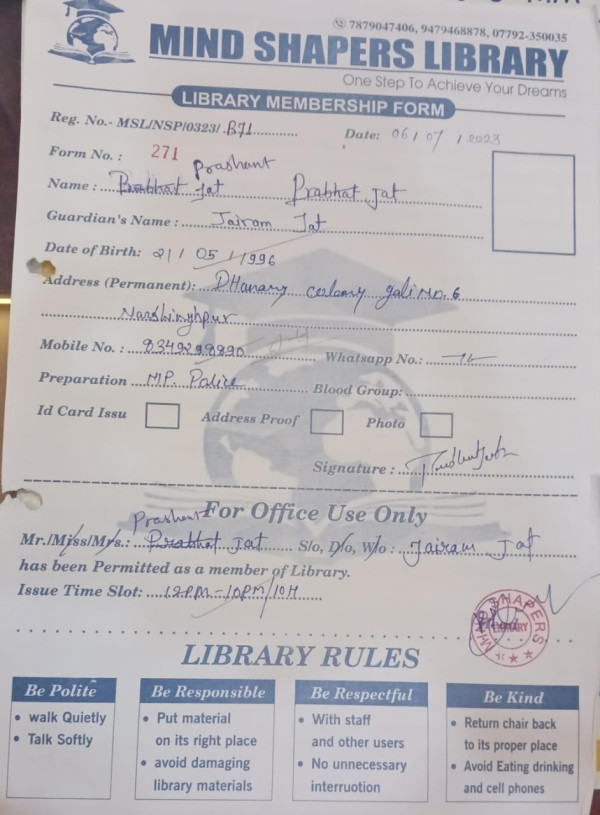 7879047406, 9479468878, 07792-350035
MIND SHAPERS LIBRARY
One Step To Achieve Your Dreams
LIBRARY MEMBERSHIP FORM
Reg. No.- MSL/NSP/0323/.B71............ Date: 06/07/2023
Form No. : 271
Prashant
Name : Prabhat Jat Prabhat Jat
Guardian's Name : Jairam Jat
Date of Birth: 21/05/1996
Address (Permanent): DHanary colony gali No. 6
Narshinghpur
Mobile No. : 8349298890 Whatsapp No.:
Preparation M.P. Police Blood Group:
Id Card Issu Address Proof Photo
Signature :
For Office Use Only
Prashant
Mr./Miss/Mrs.: Prabhat Jat S/o, D/o, W/o : Jairam Jat
has been Permitted as a member of Library.
Issue Time Slot: 12PM-10PM/10H
MIND SHAPERS LIBRARY
LIBRARY RULES
Be Polite
• walk Quietly
• Talk Softly
Be Responsible
• Put material
on its right place
• avoid damaging
library materials
Be Respectful
• With staff
and other users
• No unnecessary
interruotion
Be Kind
• Return chair back
to its proper place
• Avoid Eating drinking
and cell phones